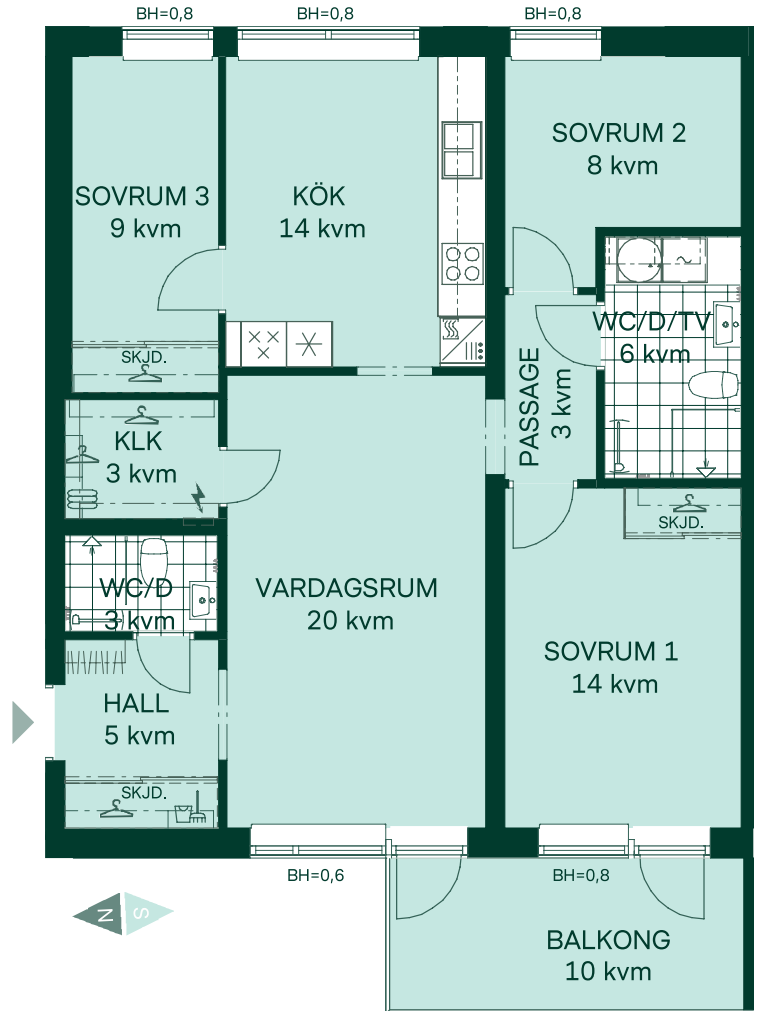 BH=0,8
BH=0,8
BH=0,8
SOVRUM 2
8 kvm
SOVRUM 3
9 kvm
KÖK
14 kvm
WC/D/TV
6 kvm
SKJD.
PASSAGE
3 kvm
KLK
3 kvm
SKJD.
WC/D
3 kvm
VARDAGSRUM
20 kvm
SOVRUM 1
14 kvm
HALL
5 kvm
SKJD.
BH=0,6
BH=0,8
N
S
BALKONG
10 kvm